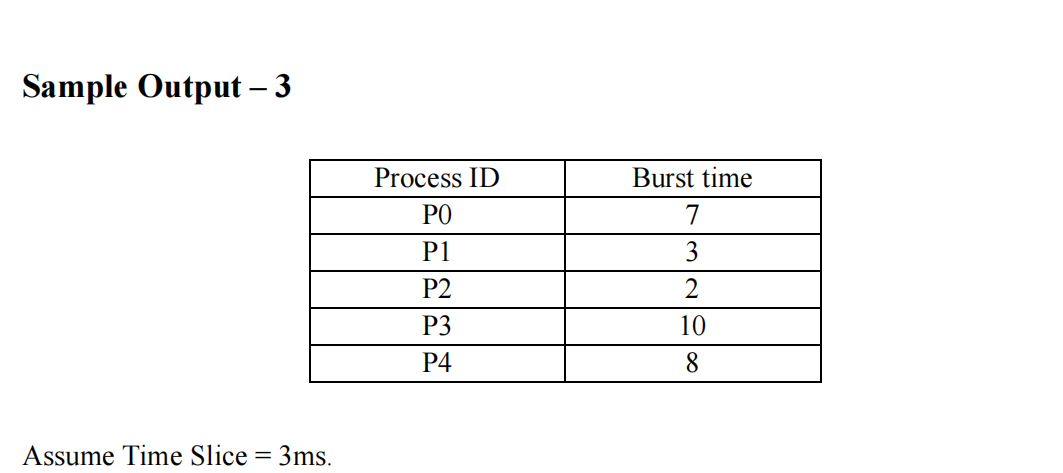 Sample Output – 3
Process ID Burst time
P0 7
P1 3
P2 2
P3 10
P4 8
Assume Time Slice = 3ms.